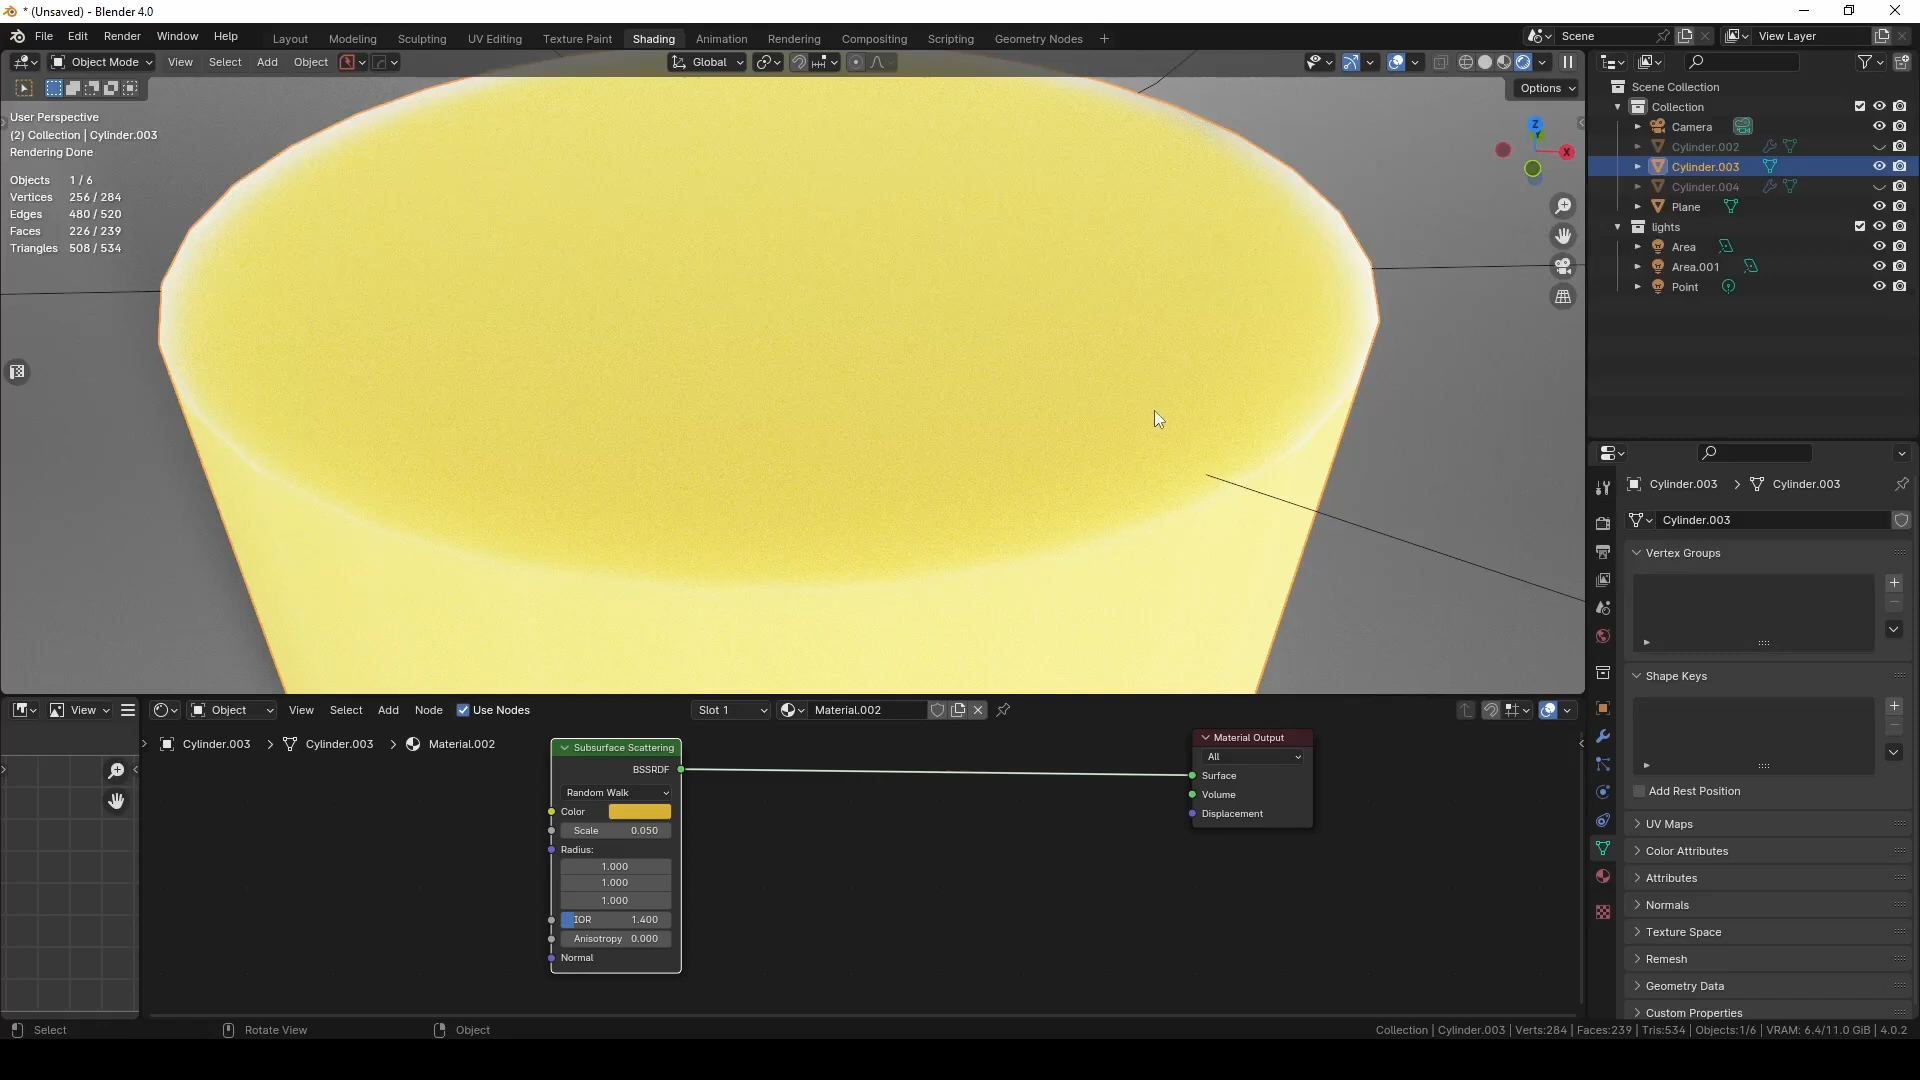 * (Unsaved) - Blender 4.0
File Edit Render Window Help
Layout Modeling Sculpting UV Editing Texture Paint Shading Animation Rendering Compositing Scripting Geometry Nodes +
Scene
View Layer
Object Mode View Select Add Object
Global
Options
User Perspective
(2) Collection | Cylinder.003
Rendering Done
Objects 1 / 6
Vertices 256 / 284
Edges 480 / 520
Faces 226 / 239
Triangles 508 / 534
Z
Y
X
Scene Collection
Collection
Camera
Cylinder.002
Cylinder.003
Cylinder.004
Plane
lights
Area
Area.001
Point
Cylinder.003 > Cylinder.003
Cylinder.003
Vertex Groups
Shape Keys
Add Rest Position
UV Maps
Color Attributes
Attributes
Normals
Texture Space
Remesh
Geometry Data
Custom Properties
View
Object View Select Add Node Use Nodes
Slot 1
Material.002
Cylinder.003 > Cylinder.003 > Material.002
Subsurface Scattering
BSSRDF
Random Walk
Color
Scale 0.050
Radius:
1.000
1.000
1.000
IOR 1.400
Anisotropy 0.000
Normal
Material Output
All
Surface
Volume
Displacement
Select
Rotate View
Object
Collection | Cylinder.003 | Verts:284 | Faces:239 | Tris:534 | Objects:1/6 | VRAM: 6.4/11.0 GiB | 4.0.2